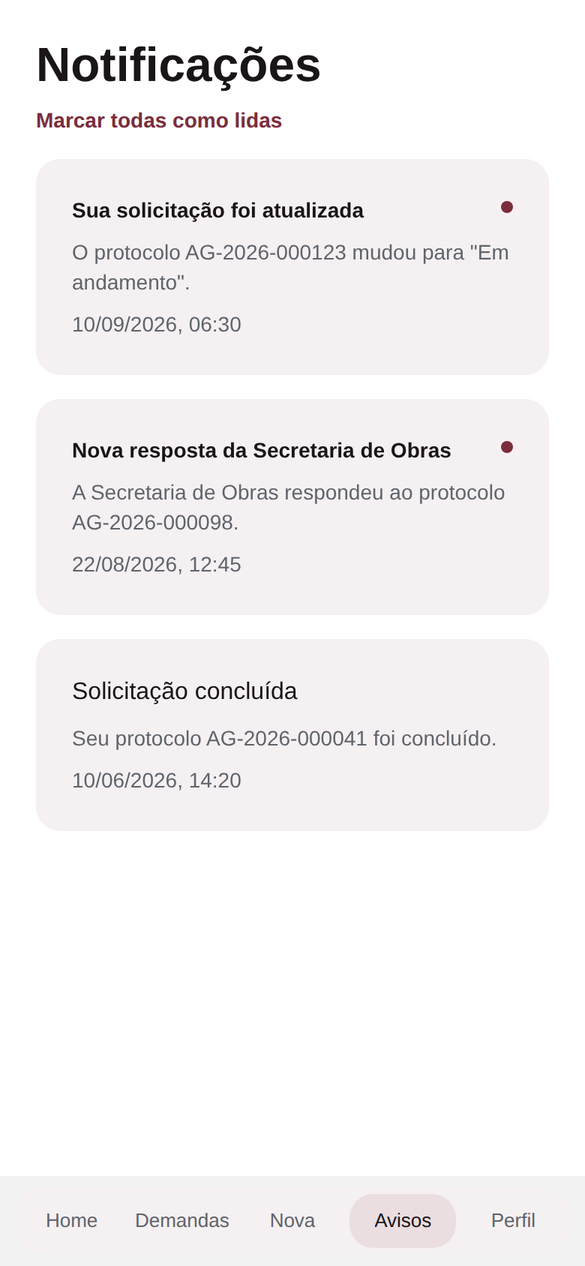 Notificações
Marcar todas como lidas
Sua solicitação foi atualizada
O protocolo AG-2026-000123 mudou para "Em
andamento".
10/09/2026, 06:30
Nova resposta da Secretaria de Obras
A Secretaria de Obras respondeu ao protocolo
AG-2026-000098.
22/08/2026, 12:45
Solicitação concluída
Seu protocolo AG-2026-000041 foi concluído.
10/06/2026, 14:20
Home Demandas Nova Avisos Perfil